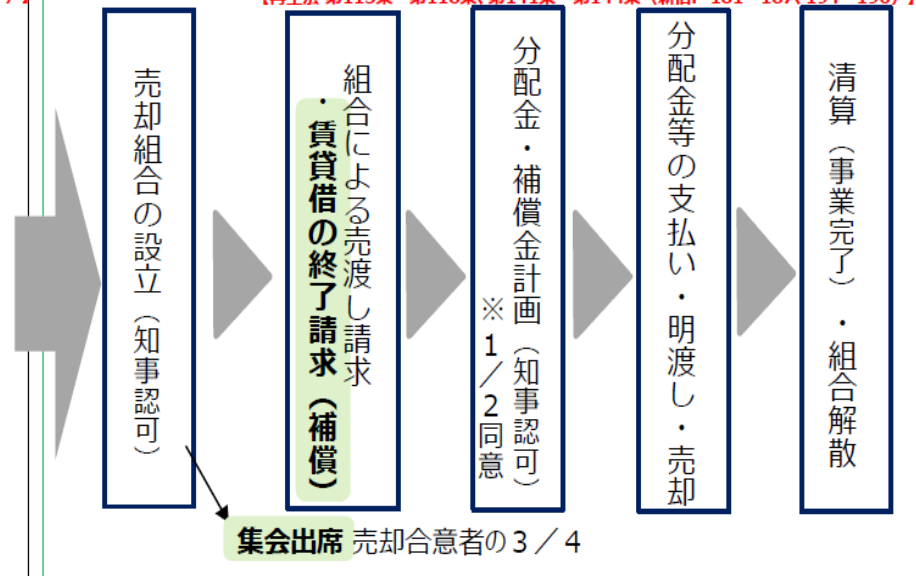 売却組合の設立（知事認可）
組合による売渡し請求
・賃貸借の終了請求（補償）
分配金・補償金計画（知事認可）
※１／２同意
分配金等の支払い・明渡し・売却
清算（事業完了）・組合解散
集会出席 売却合意者の３／４